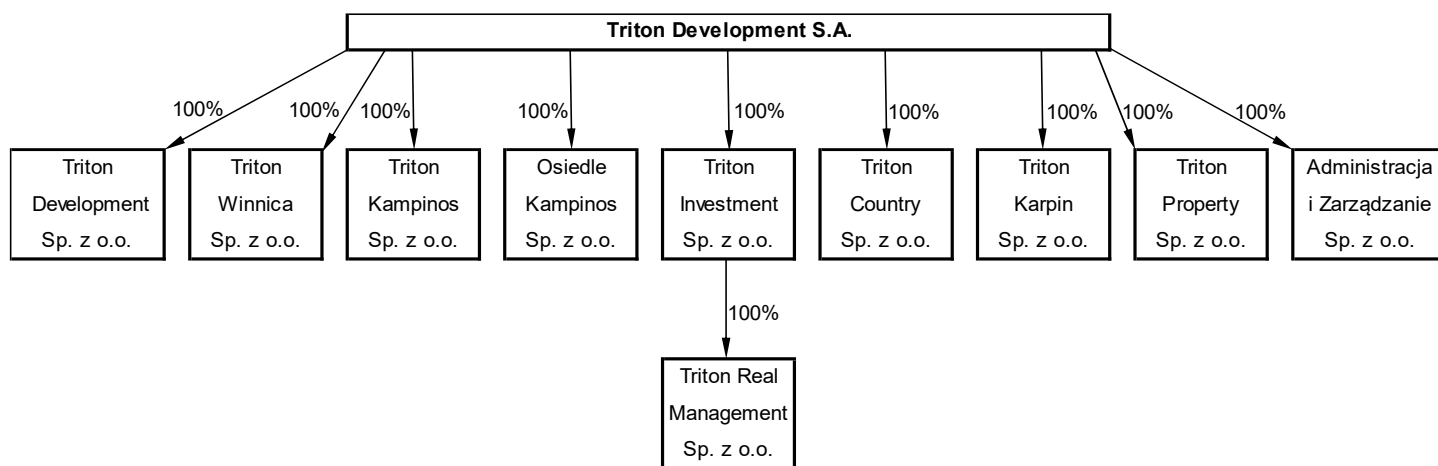 Triton Development S.A.
100%
100%
100%
100%
100%
100%
100%
100%
100%
Triton
Development
Sp. z o.o.
Triton
Winnica
Sp. z o.o.
Triton
Kampinos
Sp. z o.o.
Osiedle
Kampinos
Sp. z o.o.
Triton
Investment
Sp. z o.o.
Triton
Country
Sp. z o.o.
Triton
Karpin
Sp. z o.o.
Triton
Property
Sp. z o.o.
Administracja
i Zarządzanie
Sp. z o.o.
100%
Triton Real
Management
Sp. z o.o.